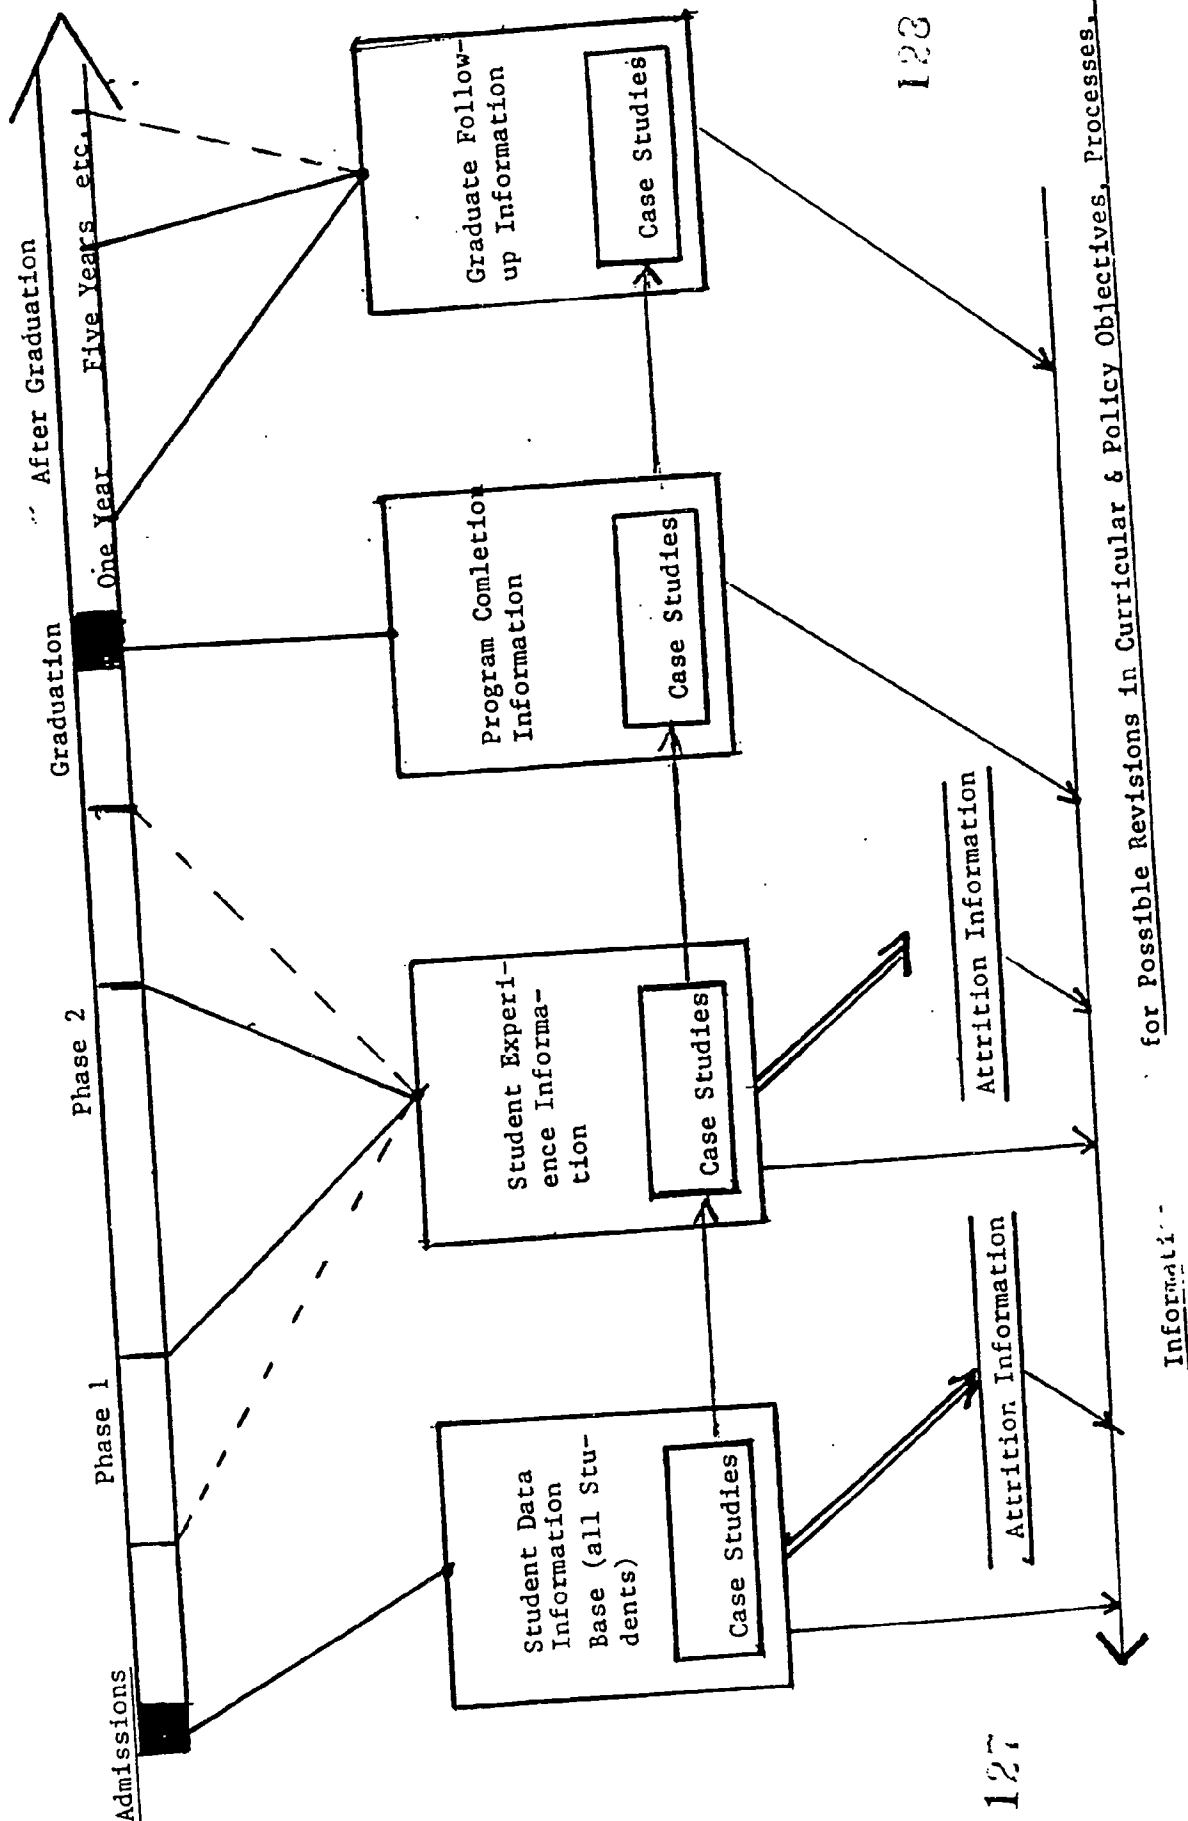 Admissions
Phase 1
Phase 2
Graduation
After Graduation
One Year
Five Years
etc.
Student Data
Information
Base (all Stu-
dents)
Case Studies
Student Experi-
ence Informa-
tion
Case Studies
Program Comletion
Information
Case Studies
Graduate Follow-
up Information
Case Studies
Attrition Information
Attrition Information
for Possible Revisions in Curricular & Policy Objectives, Processes,
127